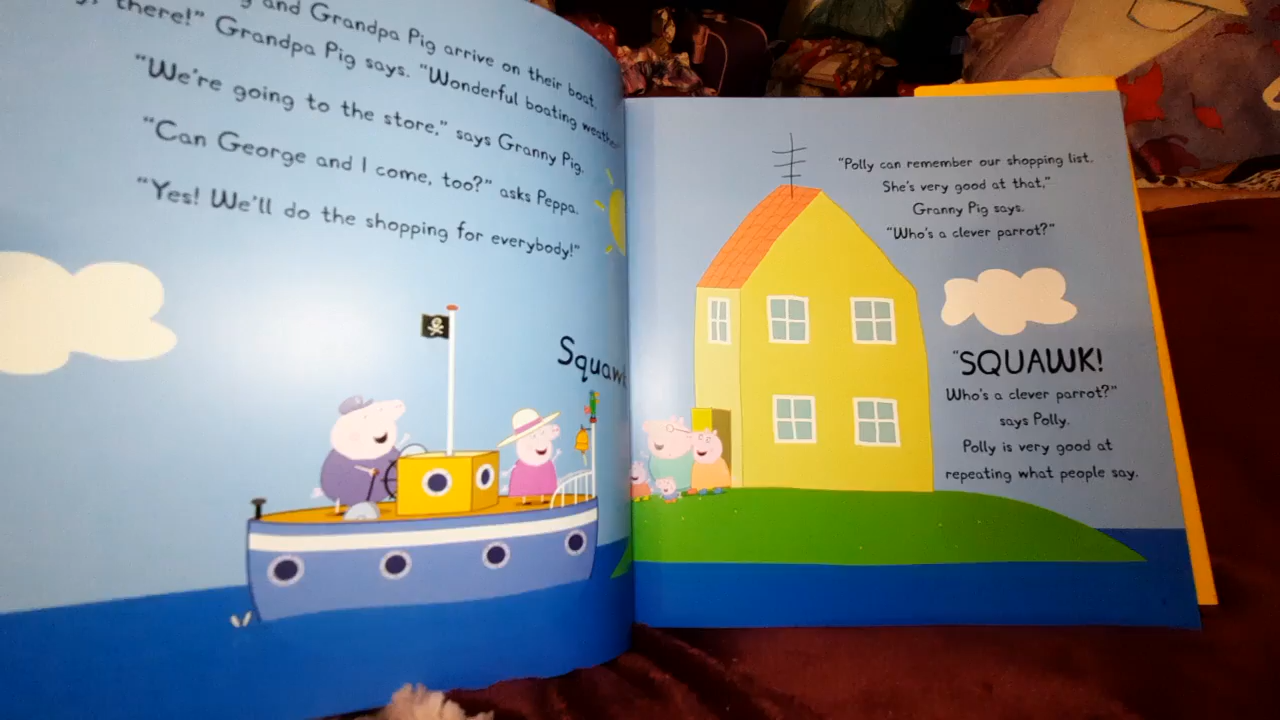 and Grandpa Pig arrive on their boat.
there!" Grandpa Pig says. "Wonderful boating weather
"We're going to the store," says Granny Pig.
"Can George and I come, too?" asks Peppa.
"Yes! We'll do the shopping for everybody!"
Squawk
"Polly can remember our shopping list.
She's very good at that,"
Granny Pig says.
"Who's a clever parrot?"
"SQUAWK!
Who's a clever parrot?"
says Polly.
Polly is very good at
repeating what people say.